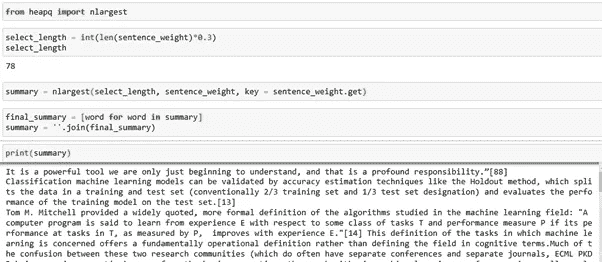 from heapq import nlargest
select_length = int(len(sentence_weight)*0.3)
select_length
78
summary = nlargest(select_length, sentence_weight, key = sentence_weight.get)
final_summary = [word for word in summary]
summary = ``.join(final_summary)
print(summary)
It is a powerful tool we are only just beginning to understand, and that is a profound responsibility.”[88]
Classification machine learning models can be validated by accuracy estimation techniques like the Holdout method, which spli
ts the data in a training and test set (conventionally 2/3 training set and 1/3 test set designation) and evaluates the perfo
rmance of the training model on the test set.[13]
Tom M. Mitchell provided a widely quoted, more formal definition of the algorithms studied in the machine learning field: "A
computer program is said to learn from experience E with respect to some class of tasks T and performance measure P if its pe
rformance at tasks in T, as measured by P,  improves with experience E."[14] This definition of the tasks in which machine le
arning is concerned offers a fundamentally operational definition rather than defining the field in cognitive terms.Much of t
he confusion between these two research communities (which do often have separate conferences and separate journals, ECML PKD